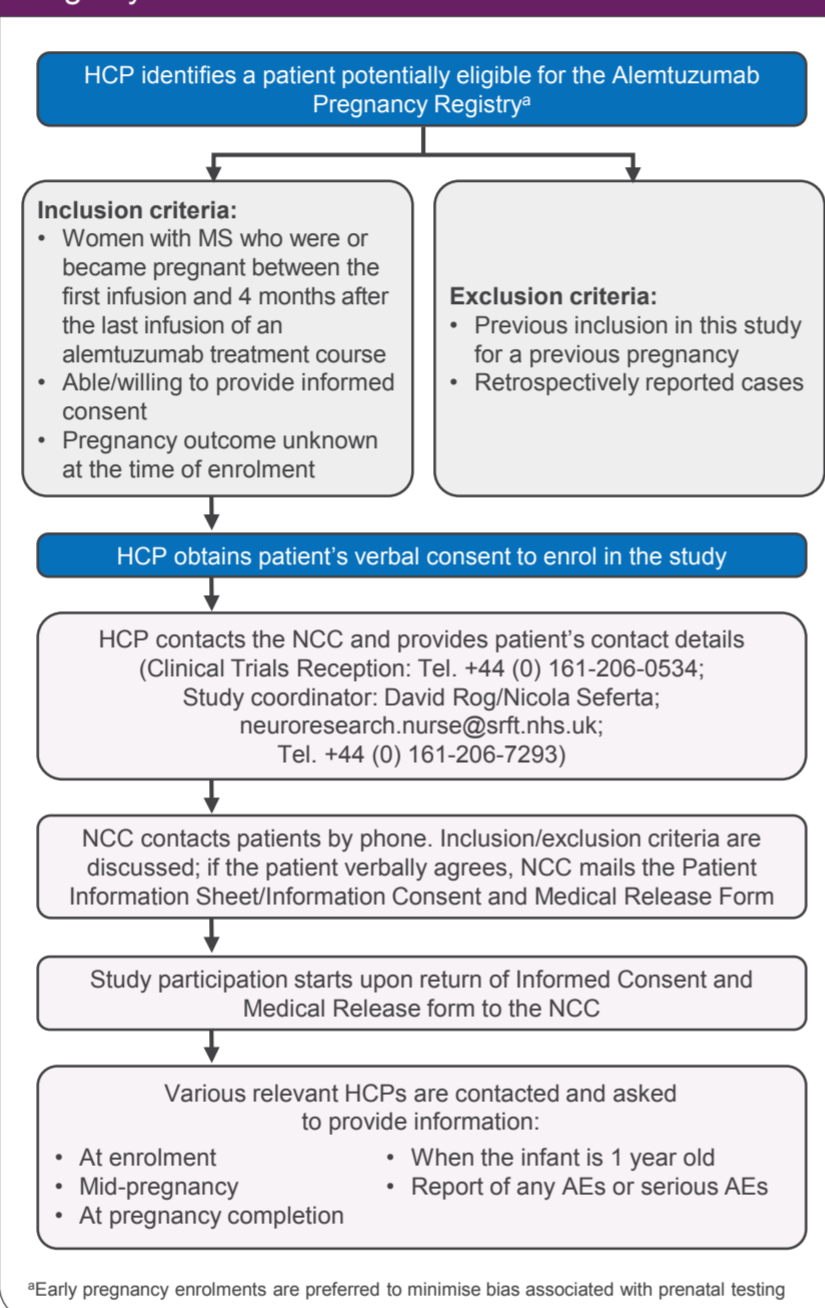 HCP identifies a patient potentially eligible for the Alemtuzumab
Pregnancy Registryᵃ
Inclusion criteria:
• Women with MS who were or
became pregnant between the
first infusion and 4 months after
the last infusion of an
alemtuzumab treatment course
• Able/willing to provide informed
consent
• Pregnancy outcome unknown
at the time of enrolment
Exclusion criteria:
• Previous inclusion in this study
for a previous pregnancy
• Retrospectively reported cases
HCP obtains patient's verbal consent to enrol in the study
HCP contacts the NCC and provides patient's contact details
(Clinical Trials Reception: Tel. +44 (0) 161-206-0534;
Study coordinator: David Rog/Nicola Seferta;
neuroresearch.nurse@srft.nhs.uk;
Tel. +44 (0) 161-206-7293)
NCC contacts patients by phone. Inclusion/exclusion criteria are
discussed; if the patient verbally agrees, NCC mails the Patient
Information Sheet/Information Consent and Medical Release Form
Study participation starts upon return of Informed Consent and
Medical Release form to the NCC
Various relevant HCPs are contacted and asked
to provide information:
• At enrolment
• Mid-pregnancy
• At pregnancy completion
• When the infant is 1 year old
• Report of any AEs or serious AEs
ᵃEarly pregnancy enrolments are preferred to minimise bias associated with prenatal testing